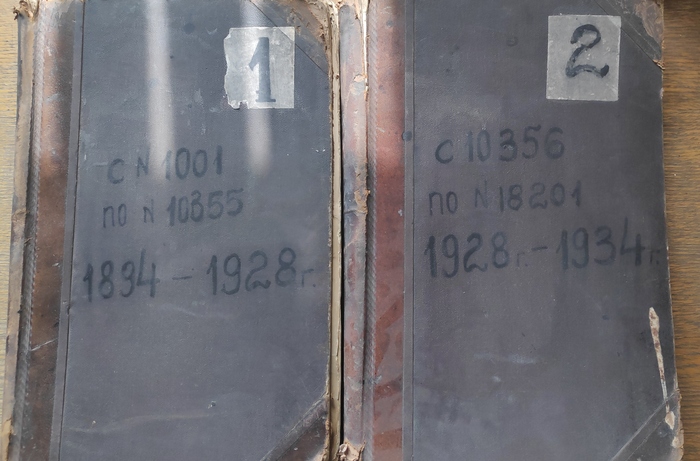 1
с N 1001
по N 10355
1894 - 1928 г.
2
с 10356
по N 18201
1928 г. - 1934 г.